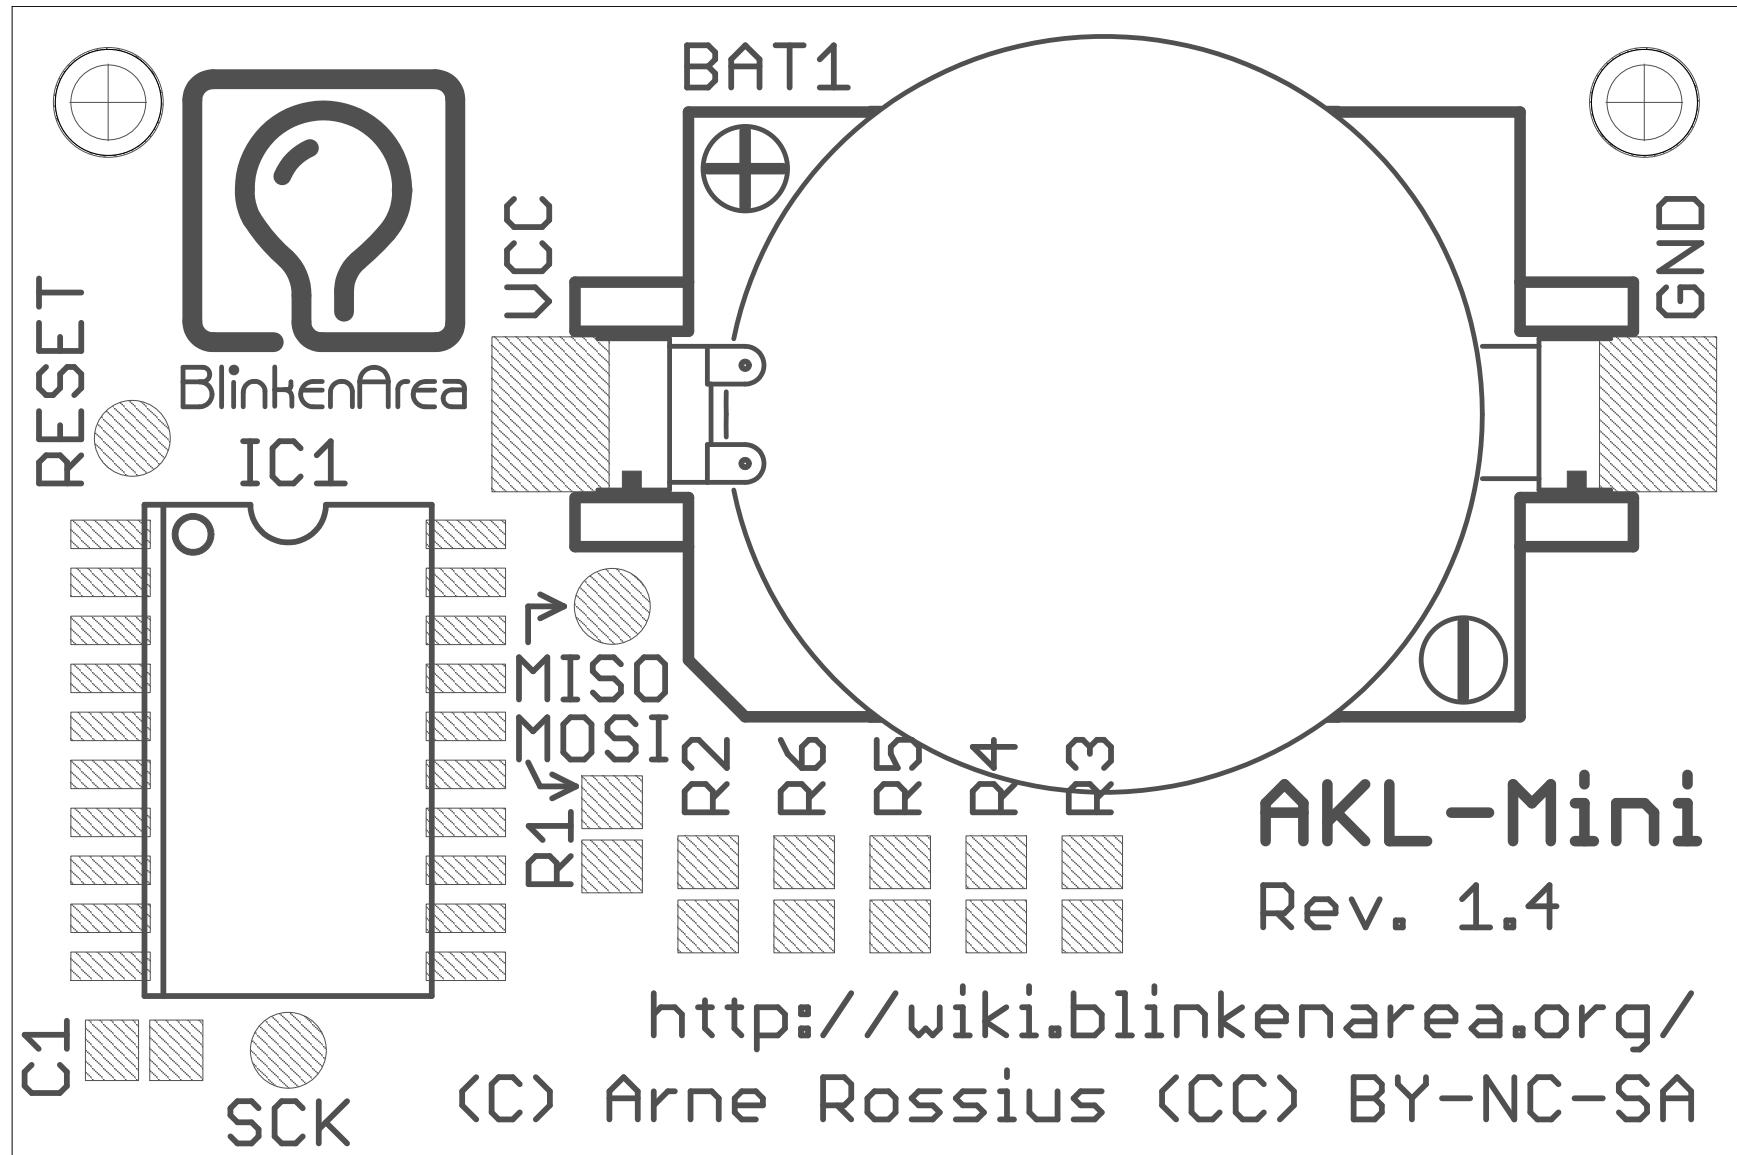 BAT1
VCC
GND
RESET
BlinkenArea
IC1
MISO
MOSI
R1
R2
R6
R5
R4
R3
AKL-Mini
Rev. 1.4
http://wiki.blinkenarea.org/
C1
SCK
(C) Arne Rossius (CC) BY-NC-SA